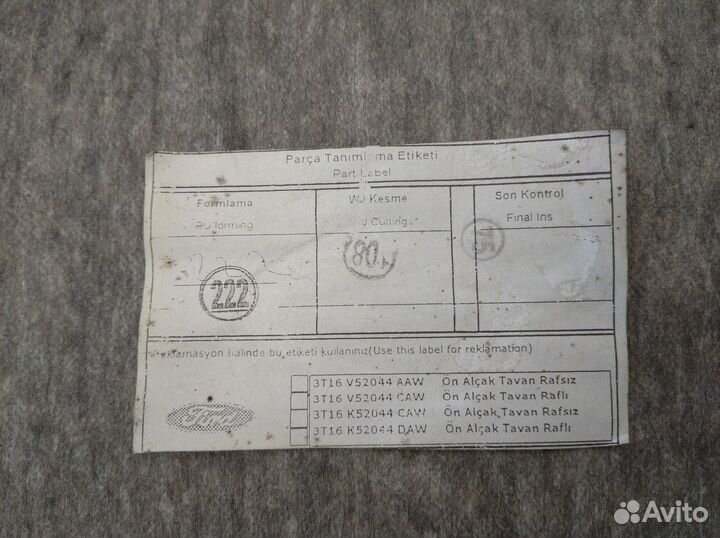 Parça Tanımlama Etiketi
Part Label
Formlama
WJ Kesme
Son Kontrol
forming
Cutting
Final Ins
222
Reklamasyon halinde bu etiketi kullanınız(Use this label for reklamation)
Ford
3T16 V52044 AAW Ön Alçak Tavan Rafsız
3T16 V52044 CAW Ön Alçak Tavan Raflı
3T16 K52044 CAW Ön Alçak Tavan Rafsız
3T16 K52044 DAW Ön Alçak Tavan Raflı
Avito